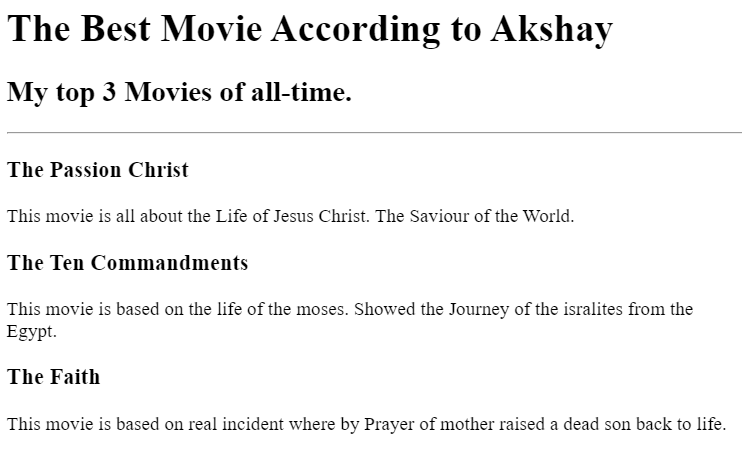 The Best Movie According to Akshay
My top 3 Movies of all-time.
The Passion Christ
This movie is all about the Life of Jesus Christ. The Saviour of the World.
The Ten Commandments
This movie is based on the life of the moses. Showed the Journey of the isralites from the
Egypt.
The Faith
This movie is based on real incident where by Prayer of mother raised a dead son back to life.